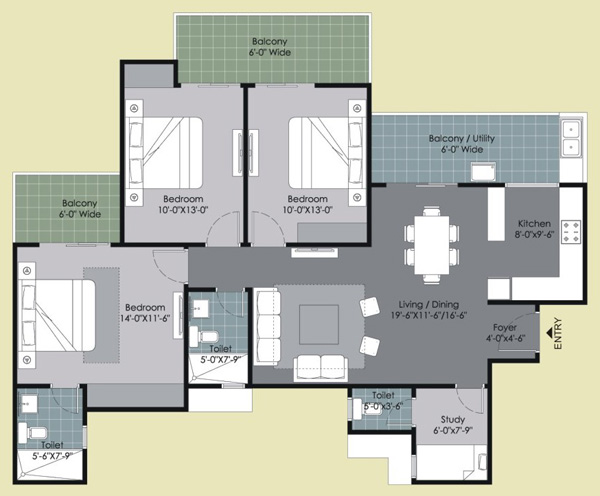 Balcony
6'-0" Wide
Balcony / Utility
6'-0" Wide
Balcony
6'-0" Wide
Bedroom
10'-0"X13'-0"
Bedroom
10'-0"X13'-0"
Kitchen
8'-0"x9'-6"
Bedroom
14'-0"X11'-6"
Living / Dining
19'-6"X11'-6"/16'-6"
Foyer
4'-0"x4'-6"
ENTRY
Toilet
5'-0"X7'-9"
Toilet
5'-0x3'-6"
Study
6'-0"x7'-9"
Toilet
5'-6"X7'-9"